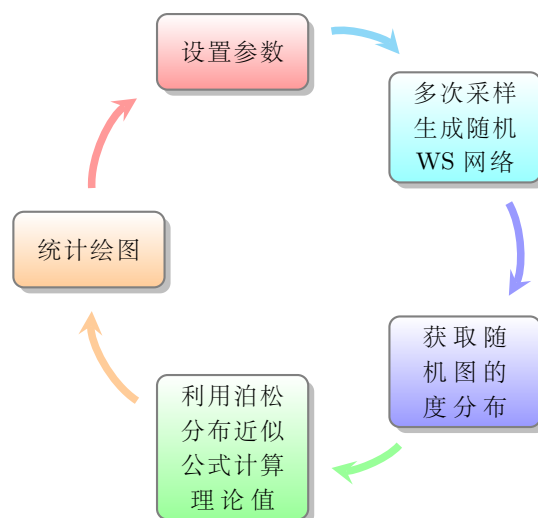 设置参数
多次采样
生成随机
WS 网络
获取随
机图的
度分布
利用泊松
分布近似
公式计算
理论值
统计绘图